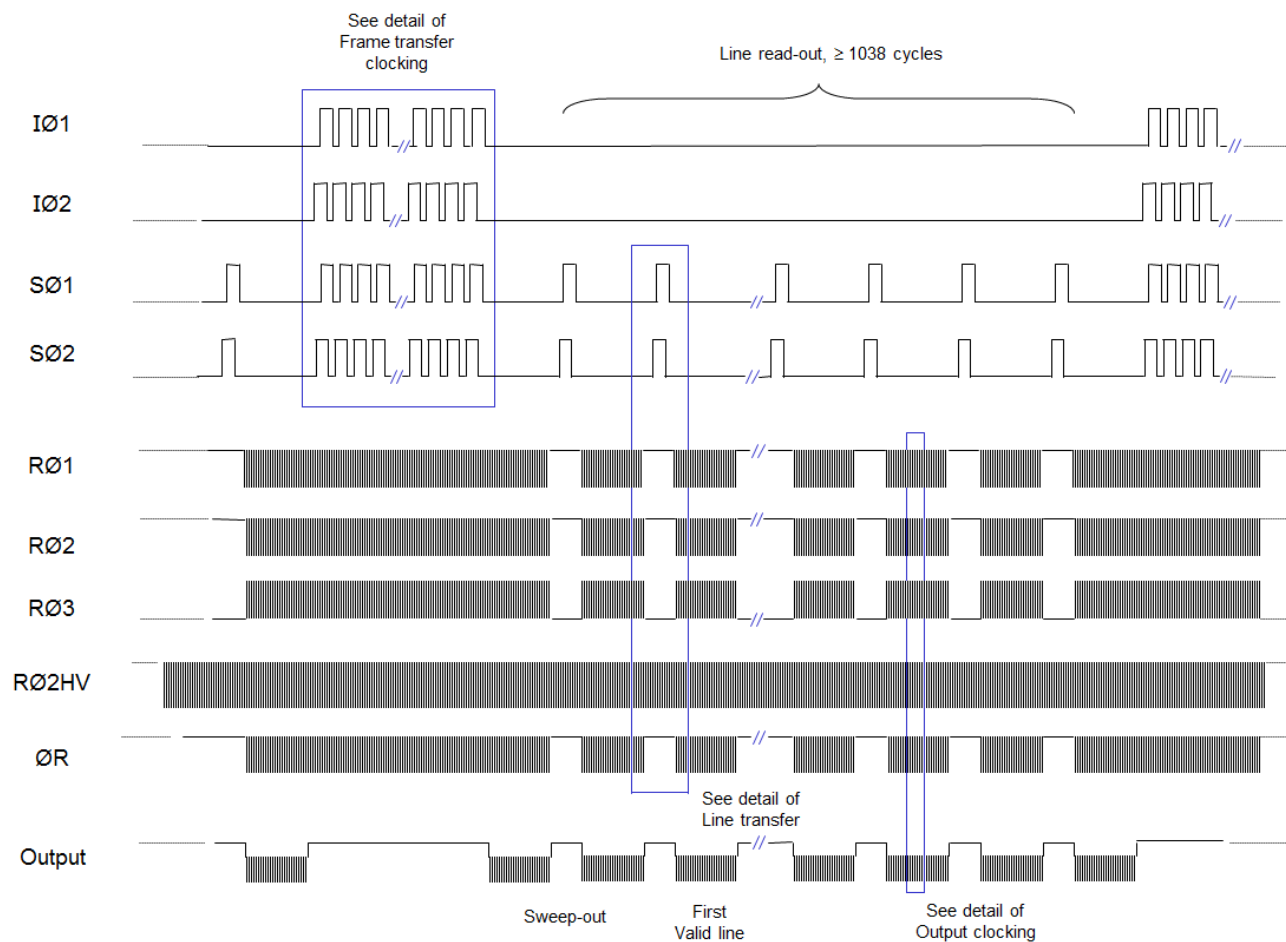 See detail of
Frame transfer
clocking
Line read-out, ≥ 1038 cycles
IØ1
IØ2
SØ1
SØ2
RØ1
RØ2
RØ3
RØ2HV
ØR
See detail of
Line transfer
Output
Sweep-out
First
Valid line
See detail of
Output clocking